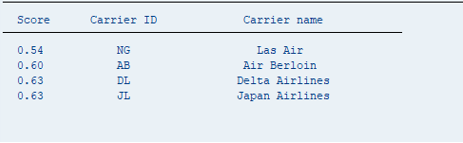 Score Carrier ID Carrier name
0.54 NG Las Air
0.60 AB Air Berloin
0.63 DL Delta Airlines
0.63 JL Japan Airlines